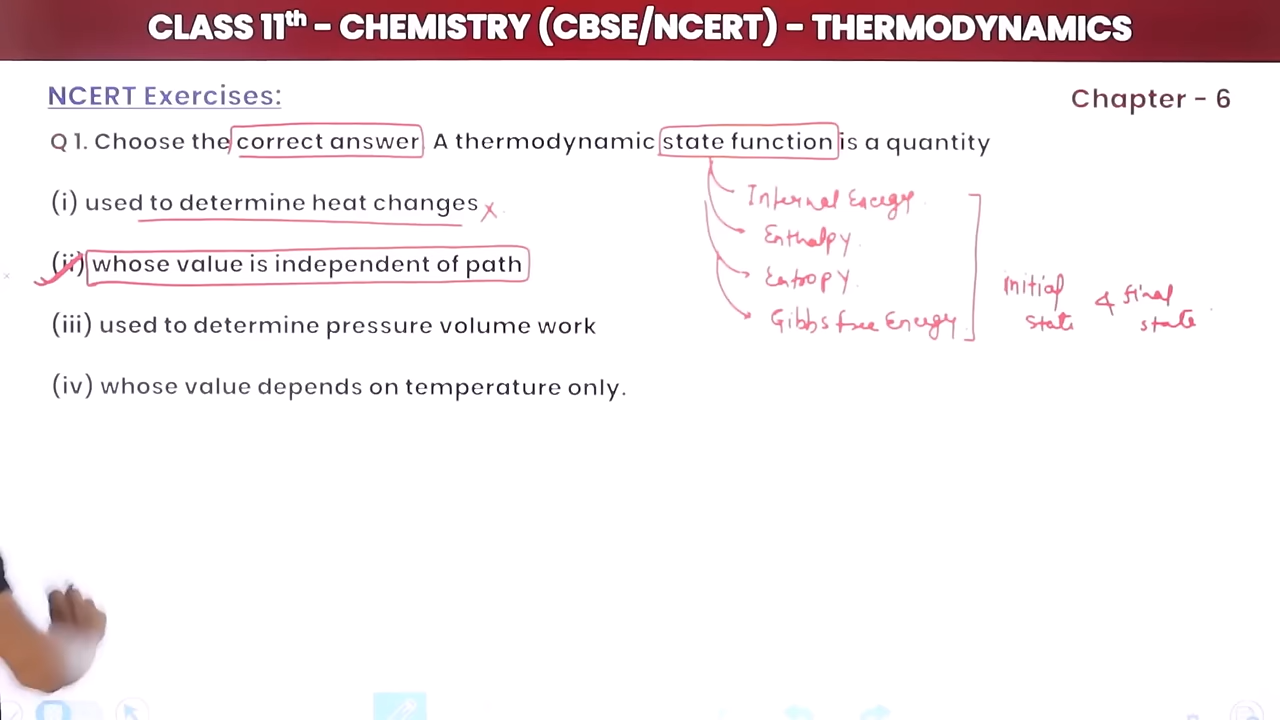 CLASS 11th - CHEMISTRY (CBSE/NCERT) - THERMODYNAMICS
NCERT Exercises:
Chapter - 6
Q1. Choose the correct answer. A thermodynamic state function is a quantity
(i) used to determine heat changes x
Internal Energy
Enthalpy
(ii) whose value is independent of path
Entropy
Initial state & final state
(iii) used to determine pressure volume work
Gibbs free Energy
(iv) whose value depends on temperature only.